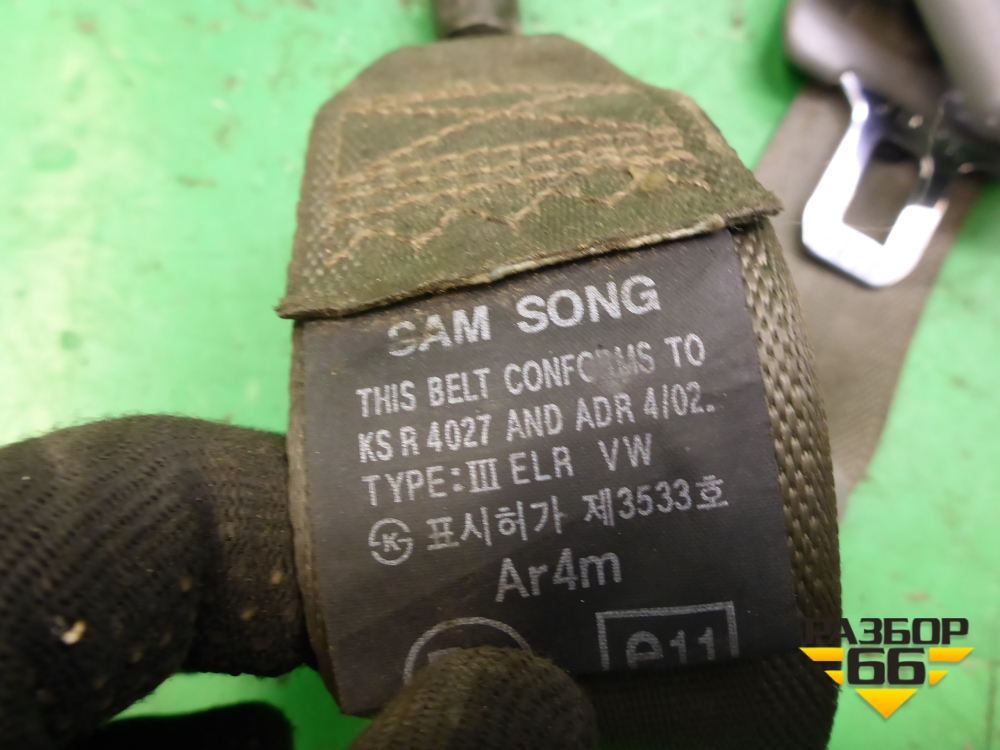 SAM SONG
THIS BELT CONFORMS TO
KS R 4027 AND ADR 4/02.
TYPE:III ELR VW
K 표시허가 제3533호
Ar4m
e11
РАЗБОР
66